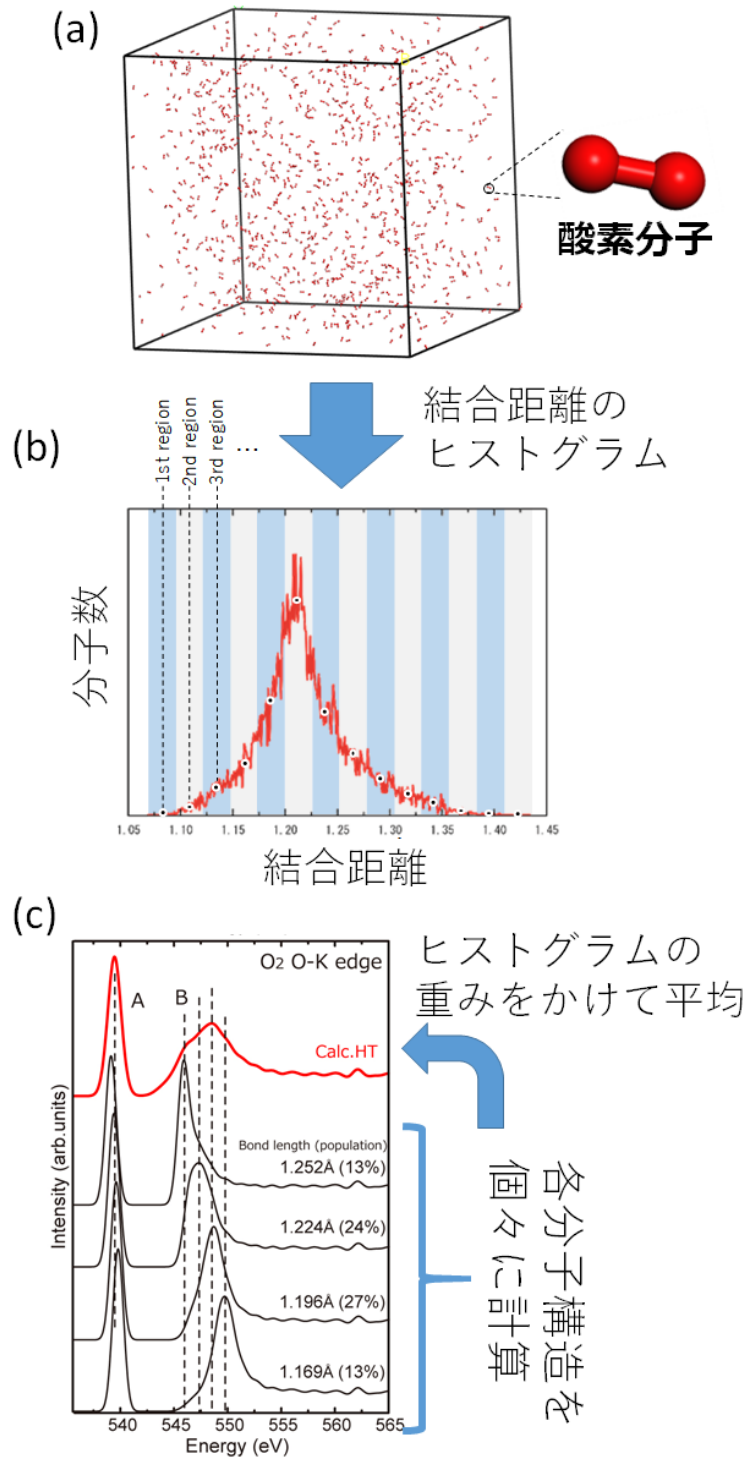 (a)
酸素分子
結合距離の
ヒストグラム
(b)
1st region
2nd region
3rd region
…
分子数
1.05 1.10 1.15 1.20 1.25 1.30 1.35 1.40 1.45
結合距離
(c)
ヒストグラムの
重みをかけて平均
O2 O-K edge
A
B
Calc.HT
Bond length (population)
1.252Å (13%)
1.224Å (24%)
1.196Å (27%)
1.169Å (13%)
Intensity (arb.units)
540 545 550 555 560 565
Energy (eV)
各分子構造を
個々に計算